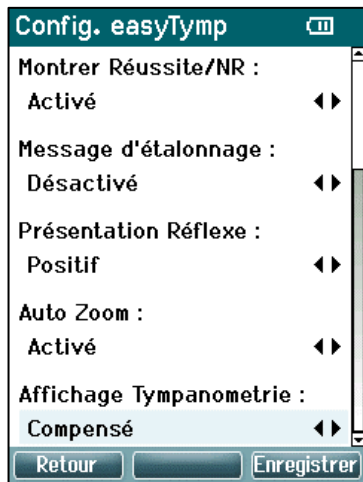 Config. easyTymp
Montrer Réussite/NR :
Activé
Message d'étalonnage :
Désactivé
Présentation Réflexe :
Positif
Auto Zoom :
Activé
Affichage Tympanometrie :
Compensé
Retour
Enregistrer